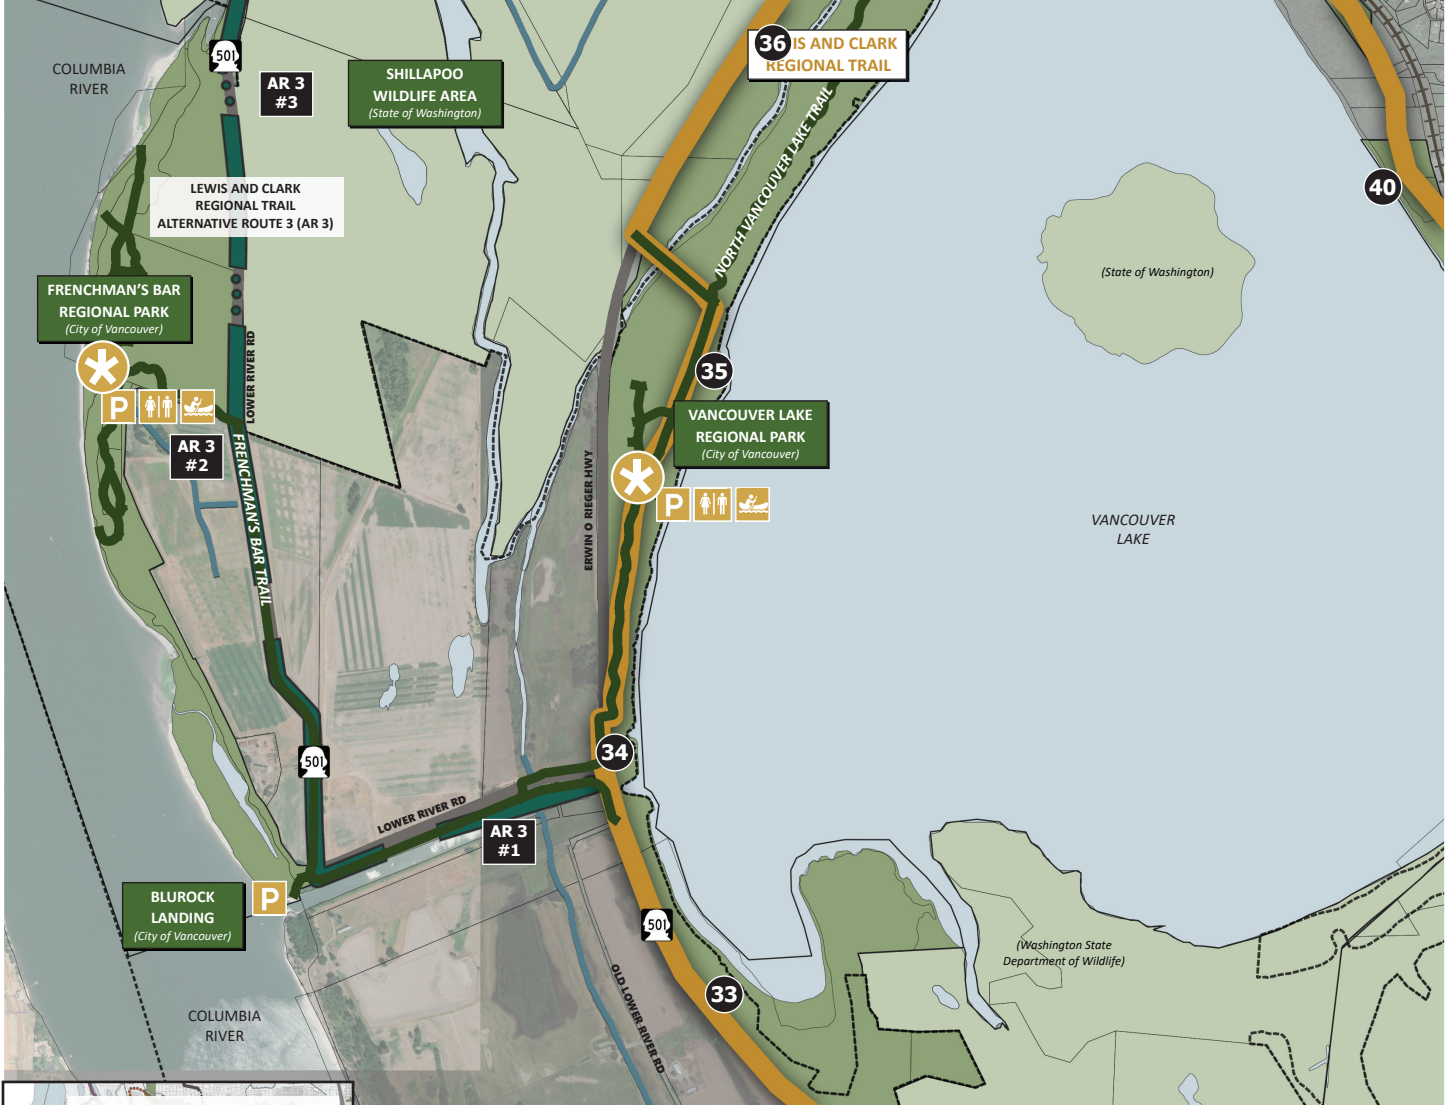 501
COLUMBIA
RIVER
AR 3
#3
SHILLAPOO
WILDLIFE AREA
(State of Washington)
36
IS AND CLARK
REGIONAL TRAIL
NORTH VANCOUVER LAKE TRAIL
40
LEWIS AND CLARK
REGIONAL TRAIL
ALTERNATIVE ROUTE 3 (AR 3)
(State of Washington)
FRENCHMAN'S BAR
REGIONAL PARK
(City of Vancouver)
LOWER RIVER RD
35
P
AR 3
#2
VANCOUVER LAKE
REGIONAL PARK
(City of Vancouver)
FRENCHMAN'S BAR TRAIL
ERWIN O RIEGER HWY
P
VANCOUVER
LAKE
501
34
LOWER RIVER RD
AR 3
#1
BLUROCK
LANDING
(City of Vancouver)
P
501
(Washington State
Department of Wildlife)
33
OLD LOWER RIVER RD
COLUMBIA
RIVER